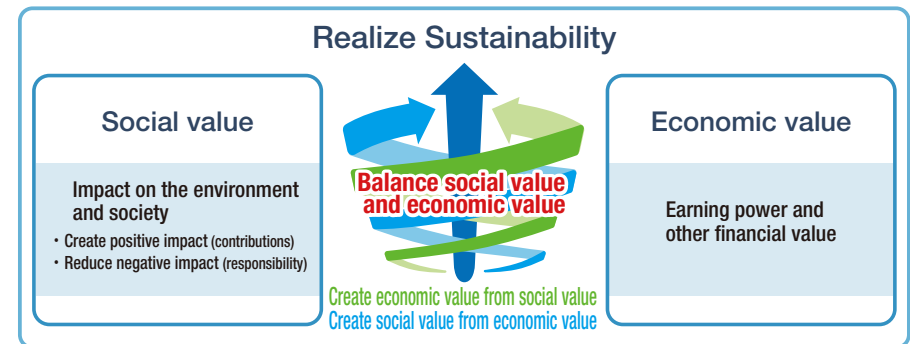 Realize Sustainability
Social value
Impact on the environment
and society
・Create positive impact (contributions)
・Reduce negative impact (responsibility)
Balance social value
and economic value
Create economic value from social value
Create social value from economic value
Economic value
Earning power and
other financial value